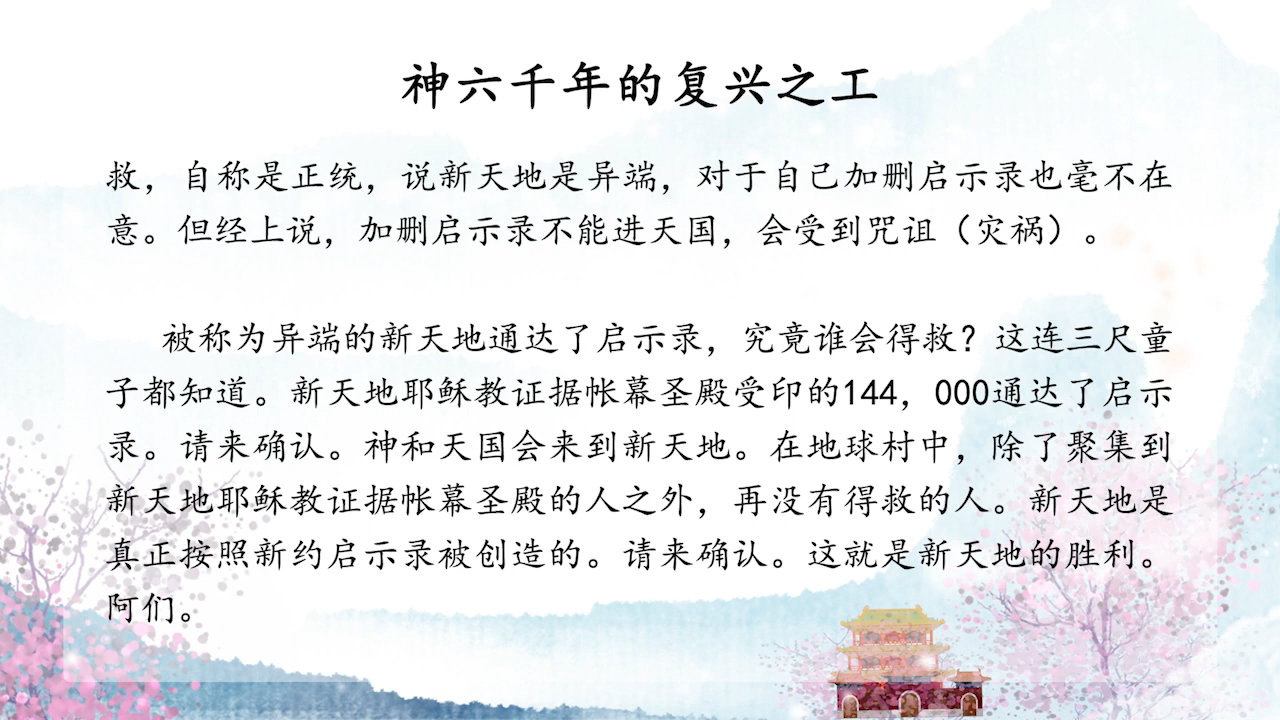 神六千年的复兴之工
救，自称是正统，说新天地是异端，对于自己加删启示录也毫不在
意。但经上说，加删启示录不能进天国，会受到咒诅（灾祸）。
被称为异端的新天地通达了启示录，究竟谁会得救？这连三尺童
子都知道。新天地耶稣教证据帐幕圣殿受印的144，000通达了启示
录。请来确认。神和天国会来到新天地。在地球村中，除了聚集到
新天地耶稣教证据帐幕圣殿的人之外，再没有得救的人。新天地是
真正按照新约启示录被创造的。请来确认。这就是新天地的胜利。
阿们。